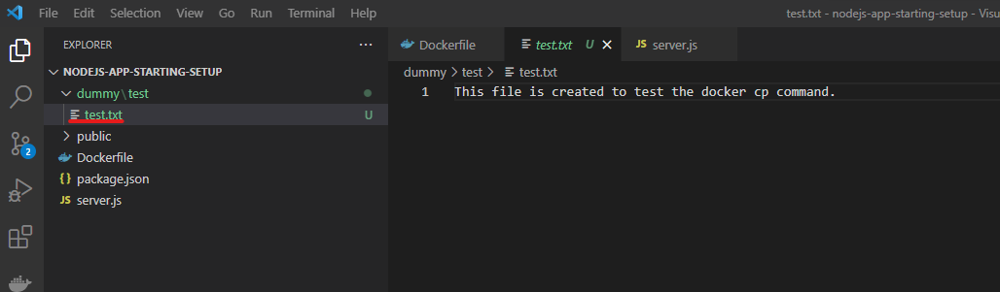 File Edit Selection View Go Run Terminal Help test.txt - nodejs-app-starting-setup - Visu
EXPLORER ···
NODEJS-APP-STARTING-SETUP
dummy\test
test.txt U
public
Dockerfile
{} package.json
JS server.js
2
Dockerfile
test.txt U
JS server.js
dummy > test > test.txt
1 This file is created to test the docker cp command.